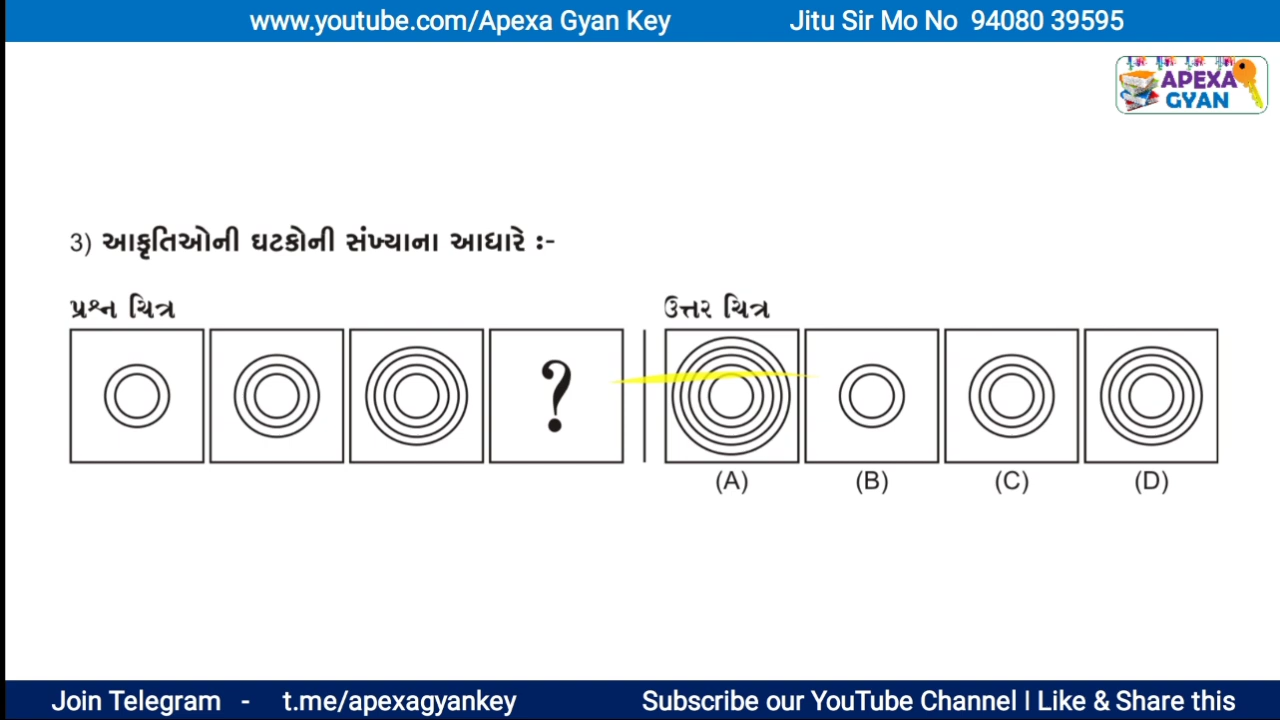 www.youtube.com/Apexa Gyan Key Jitu Sir Mo No 94080 39595
APEXA
GYAN
3) આકૃતિઓની ઘટકોની સંખ્યાના આધારે :-
પ્રશ્ન ચિત્ર ઉત્તર ચિત્ર
?
(A) (B) (C) (D)
Join Telegram - t.me/apexagyankey Subscribe our YouTube Channel | Like & Share this